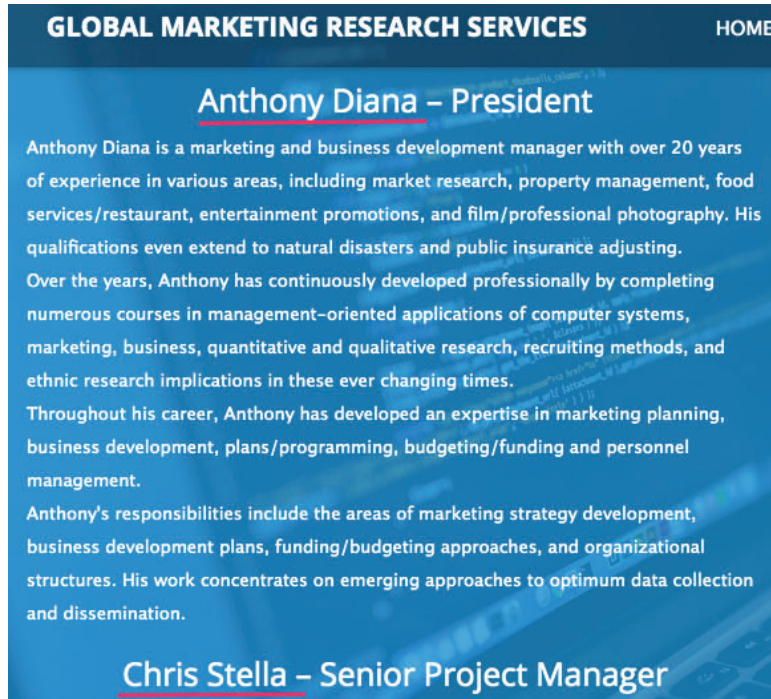 GLOBAL MARKETING RESEARCH SERVICES HOME
Anthony Diana – President
Anthony Diana is a marketing and business development manager with over 20 years
of experience in various areas, including market research, property management, food
services/restaurant, entertainment promotions, and film/professional photography. His
qualifications even extend to natural disasters and public insurance adjusting.
Over the years, Anthony has continuously developed professionally by completing
numerous courses in management-oriented applications of computer systems,
marketing, business, quantitative and qualitative research, recruiting methods, and
ethnic research implications in these ever changing times.
Throughout his career, Anthony has developed an expertise in marketing planning,
business development, plans/programming, budgeting/funding and personnel
management.
Anthony's responsibilities include the areas of marketing strategy development,
business development plans, funding/budgeting approaches, and organizational
structures. His work concentrates on emerging approaches to optimum data collection
and dissemination.
Chris Stella – Senior Project Manager